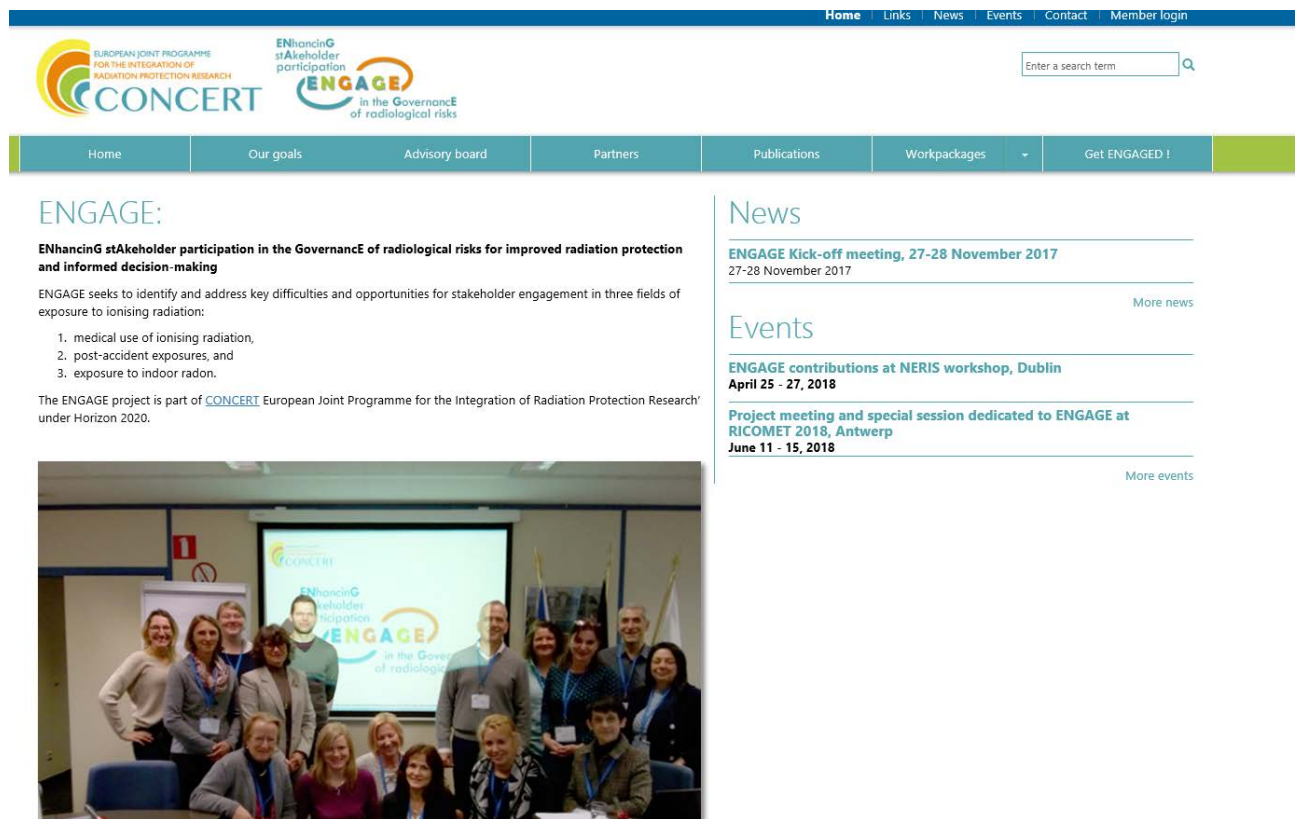 Home | Links | News | Events | Contact | Member login
EUROPEAN JOINT PROGRAMME
FOR THE INTEGRATION OF
RADIATION PROTECTION RESEARCH
CONCERT
ENhancinG
stAkeholder
participation
ENGAGE
in the GovernancE
of radiological risks
Enter a search term
Home
Our goals
Advisory board
Partners
Publications
Workpackages
Get ENGAGED !
ENGAGE:
ENhancinG stAkeholder participation in the GovernancE of radiological risks for improved radiation protection
and informed decision-making
ENGAGE seeks to identify and address key difficulties and opportunities for stakeholder engagement in three fields of
exposure to ionising radiation:
1. medical use of ionising radiation,
2. post-accident exposures, and
3. exposure to indoor radon.
The ENGAGE project is part of CONCERT European Joint Programme for the Integration of Radiation Protection Research'
under Horizon 2020.
CONCERT
ENhancinG
participation
ENGAGE
in the
of
News
ENGAGE Kick-off meeting, 27-28 November 2017
27-28 November 2017
More news
Events
ENGAGE contributions at NERIS workshop, Dublin
April 25 - 27, 2018
Project meeting and special session dedicated to ENGAGE at
RICOMET 2018, Antwerp
June 11 - 15, 2018
More events